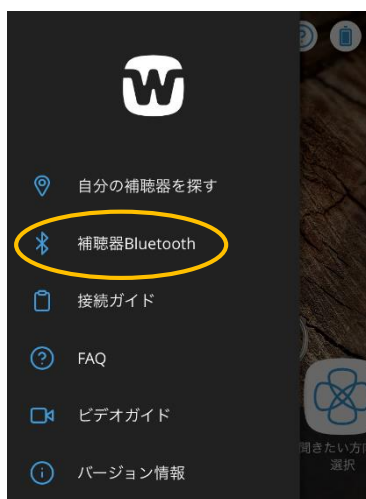 W
自分の補聴器を探す
補聴器Bluetooth
接続ガイド
FAQ
ビデオガイド
バージョン情報
聞きたい方
選択